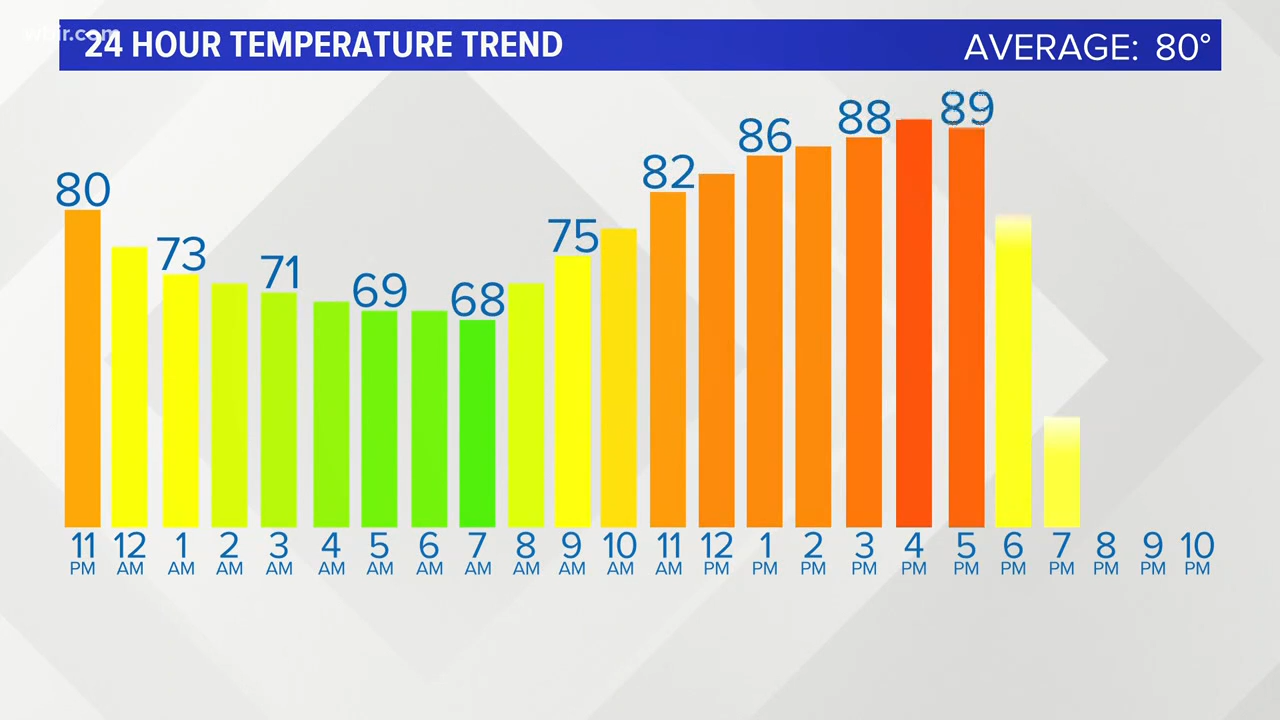 wbir.com
24 HOUR TEMPERATURE TREND
AVERAGE: 80°
80 73 71 69 68 75 82 86 88 89
11 12 1 2 3 4 5 6 7 8 9 10 11 12 1 2 3 4 5 6 7 8 9 10
PM AM AM AM AM AM AM AM AM AM AM AM AM PM PM PM PM PM PM PM PM PM PM PM